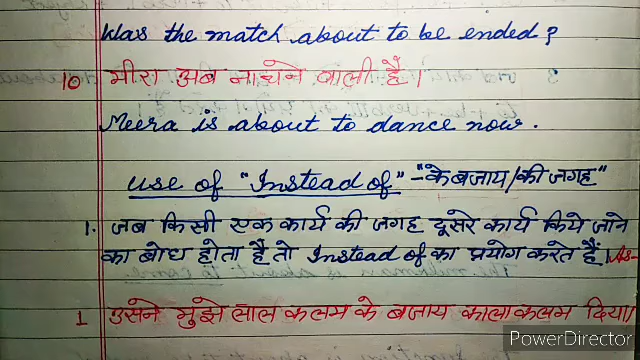 Was the match about to be ended?
10 मीरा अब नाचने वाली है।
Meera is about to dance now.
use of "Instead of" - "के बजाय/की जगह"
1. जब किसी एक कार्य की जगह दूसरे कार्य किये जाने
का बोध होता है तो Instead of का प्रयोग करते हैं। As-
1 उसने मुझे लाल कलम के बजाय काला कलम दिया।
PowerDirector